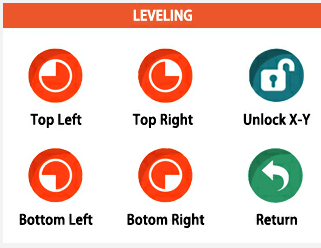 LEVELING
Top Left
Top Right
Unlock X-Y
Bottom Left
Botom Right
Return